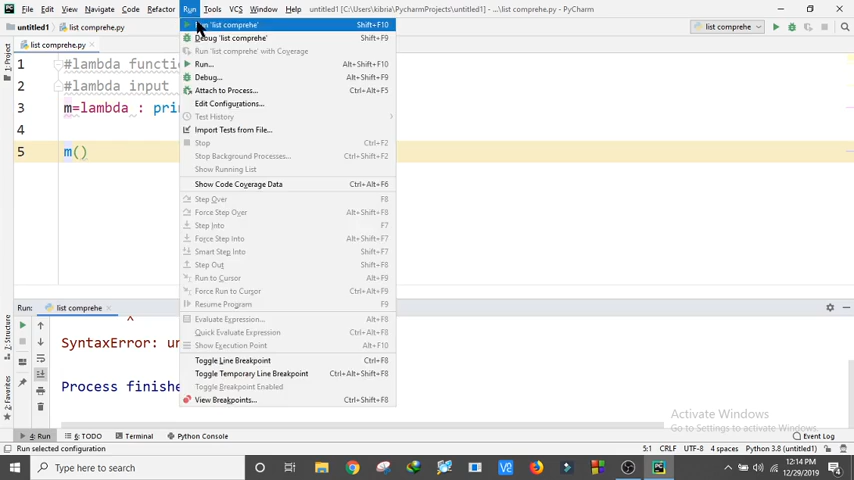 File Edit View Navigate Code Refactor Run Tools VCS Window Help untitled1 [C:\Users\kibria\PycharmProjects\untitled1] - ...\list comprehe.py - PyCharm
untitled1 list comprehe.py list comprehe
list comprehe.py
1 #lambda functi
2 #lambda input
3 m=lambda : pri
4
5 m()
'list comprehe' Shift+F10
Debug 'list comprehe' Shift+F9
Run 'list comprehe' with Coverage
Run... Alt+Shift+F10
Debug... Alt+Shift+F9
Attach to Process... Ctrl+Alt+F5
Edit Configurations...
Test History
Import Tests from File...
Stop Ctrl+F2
Stop Background Processes... Ctrl+Shift+F2
Show Running List
Show Code Coverage Data Ctrl+Alt+F6
Step Over F8
Force Step Over Alt+Shift+F8
Step Into F7
Force Step Into Alt+Shift+F7
Smart Step Into Shift+F7
Step Out Shift+F8
Run to Cursor Alt+F9
Force Run to Cursor Ctrl+Alt+F9
Resume Program F9
Evaluate Expression... Alt+F8
Quick Evaluate Expression Ctrl+Alt+F8
Show Execution Point Alt+F10
Toggle Line Breakpoint Ctrl+F8
Toggle Temporary Line Breakpoint Ctrl+Alt+Shift+F8
Toggle Breakpoint Enabled
View Breakpoints... Ctrl+Shift+F8
1: Project
2: Structure
2: Favorites
Run: list comprehe
^
SyntaxError: un
Process finishe
Activate Windows
Go to Settings to activate Windows.
4: Run 6: TODO Terminal Python Console Event Log
Run selected configuration 5:1 CRLF UTF-8 4 spaces Python 3.8 (untitled1)
Type here to search
12:14 PM
12/29/2019